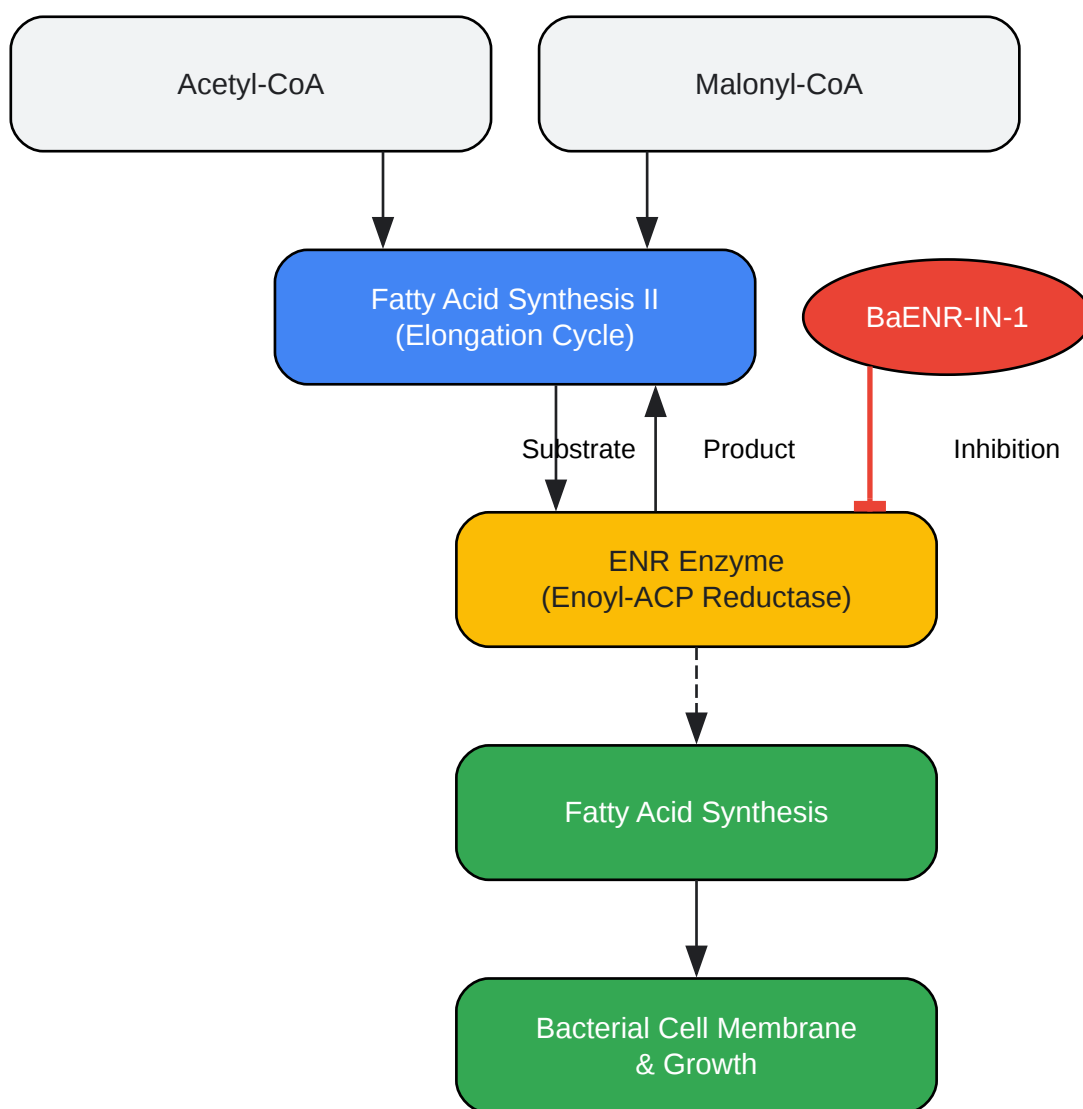 Acetyl-CoA
Malonyl-CoA
Fatty Acid Synthesis II
(Elongation Cycle)
BaENR-IN-1
Substrate
Product
Inhibition
ENR Enzyme
(Enoyl-ACP Reductase)
Fatty Acid Synthesis
Bacterial Cell Membrane
& Growth